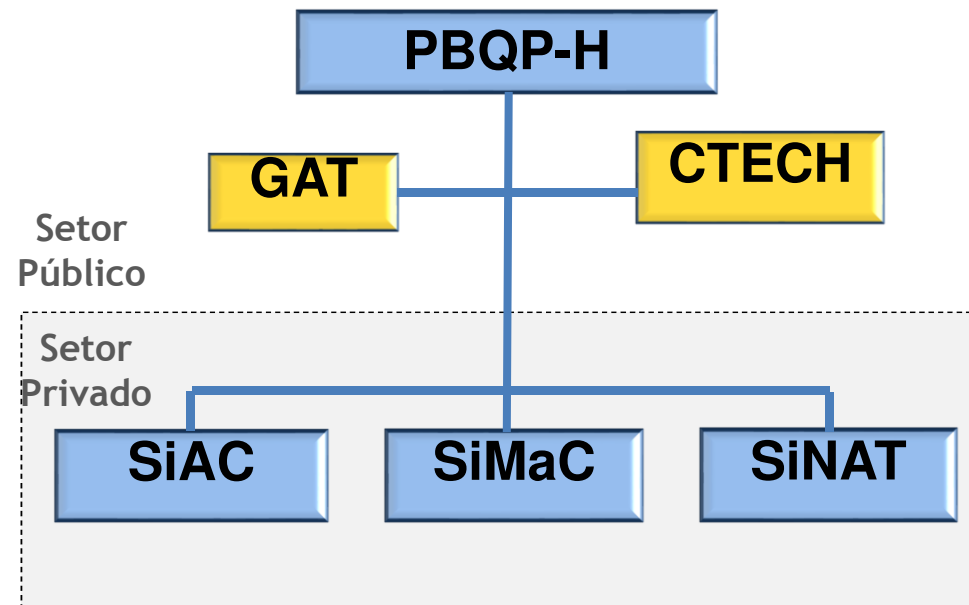 PBQP-H
GAT
CTECH
Setor
Público
Setor
Privado
SiAC
SiMaC
SiNAT